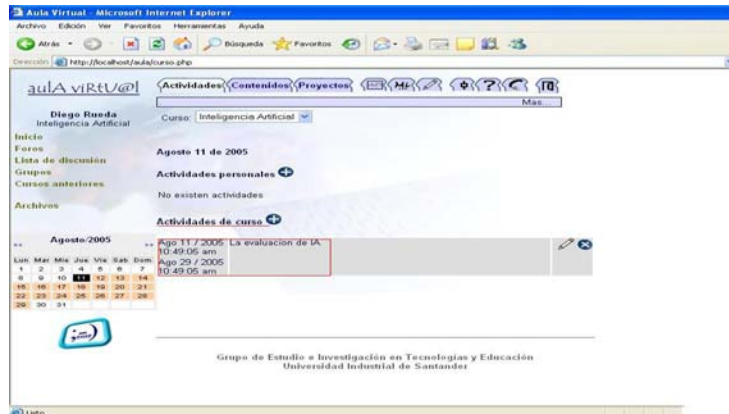 Aula Virtual - Microsoft Internet Explorer
Archivo Edición Ver Favoritos Herramientas Ayuda
Atrás Búsqueda Favoritos
Dirección http://localhost/aula/curso.php
aulA viRtU@l
Actividades Contenidos Proyectos
Mas...
Diego Rueda
Inteligencia Artificial
Curso: Inteligencia Artificial
Inicio
Foros
Lista de discusión
Grupos
Cursos anteriores
Archivos
Agosto 11 de 2005
Actividades personales
No existen actividades
Actividades de curso
Ago 11 / 2005 La evaluacion de IA
10:49:05 am
Ago 29 / 2005
10:49:05 am
Agosto/2005
Lun Mar Mie Jue Vie Sab Dom
1 2 3 4 5 6 7
8 9 10 11 12 13 14
15 16 17 18 19 20 21
22 23 24 25 26 27 28
29 30 31
Grupo de Estudio e Investigación en Tecnologías y Educación
Universidad Industrial de Santander
Listo